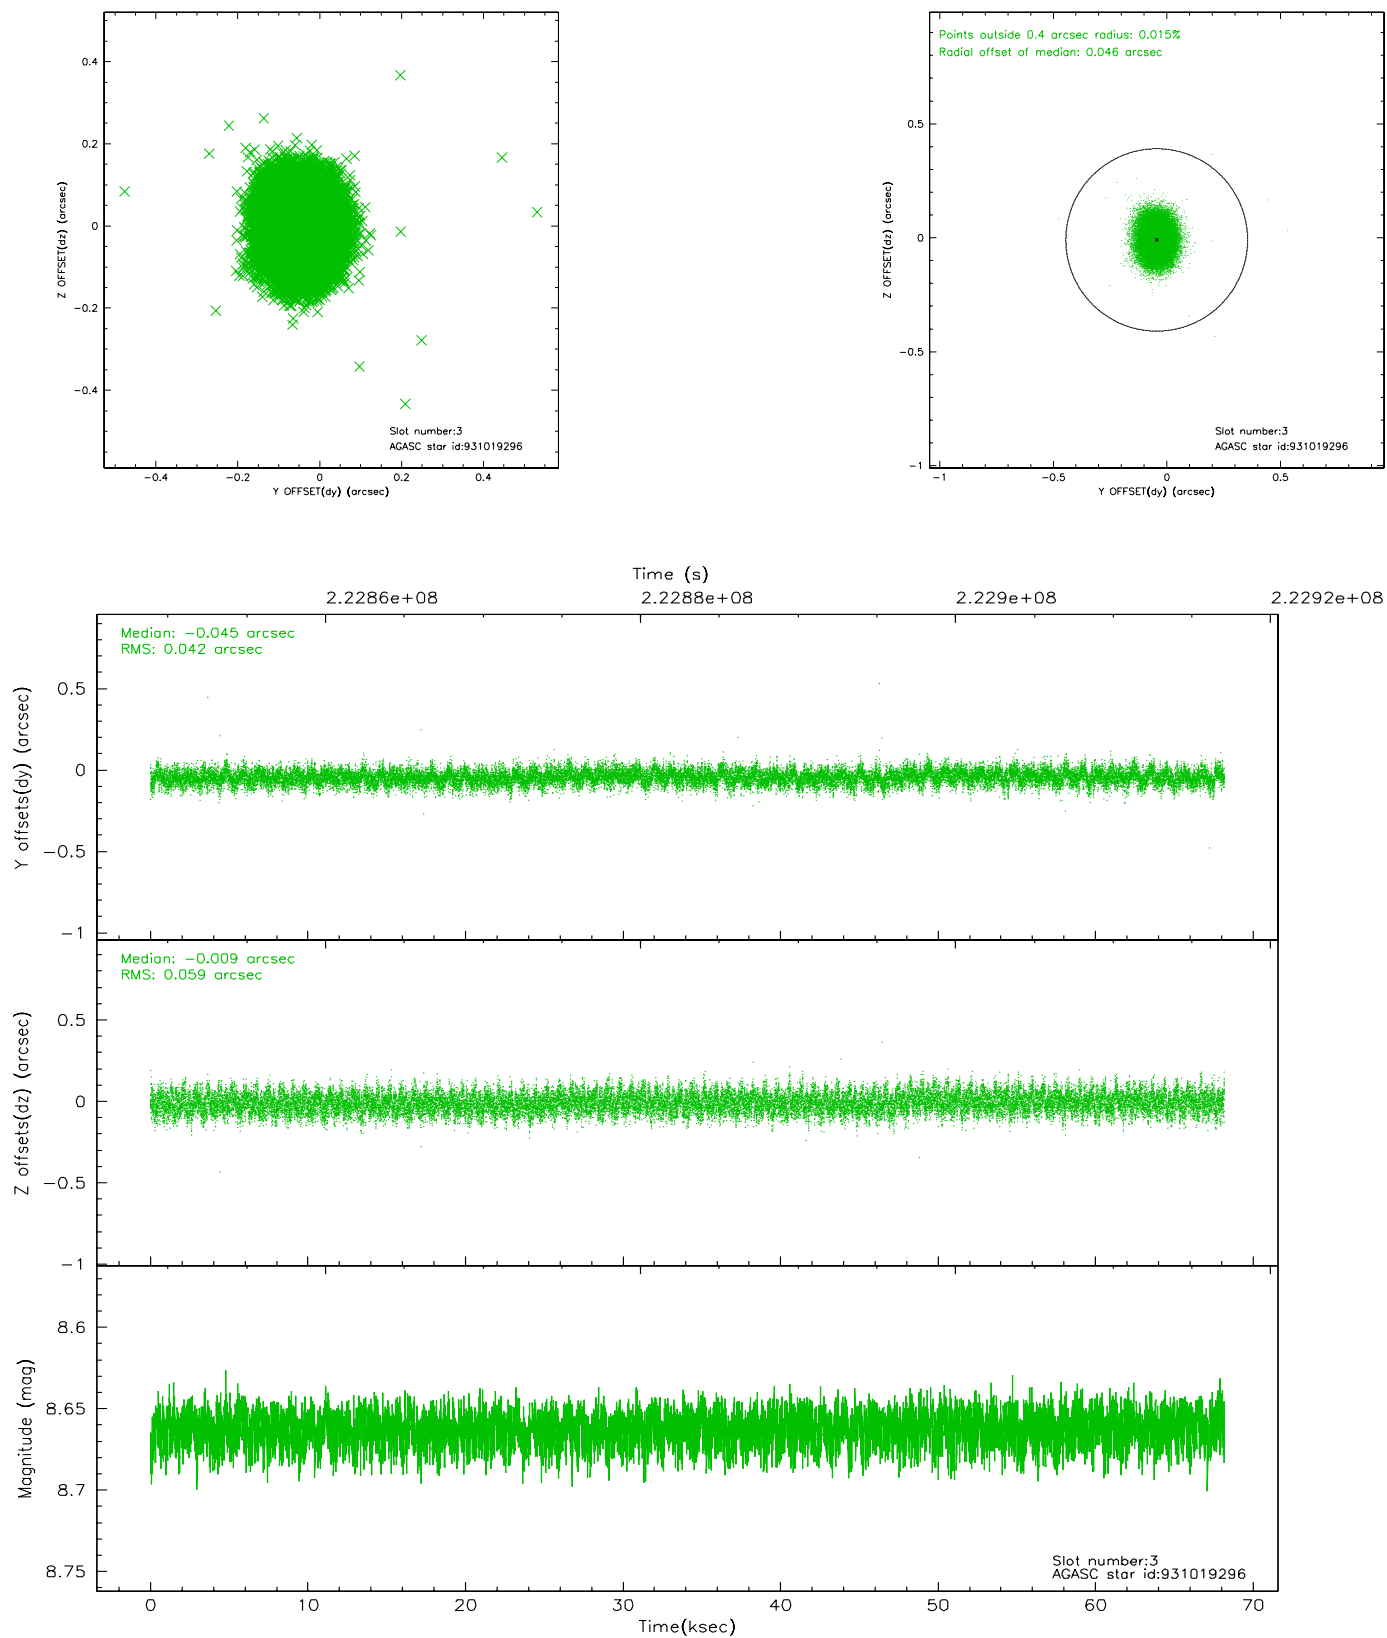 0.4
0.2
0
-0.2
-0.4
Z OFFSET(dz) (arcsec)
Slot number:3
AGASC star id:931019296
-0.4 -0.2 0 0.2 0.4
Y OFFSET(dy) (arcsec)
Points outside 0.4 arcsec radius: 0.015%
Radial offset of median: 0.046 arcsec
0.5
0
-0.5
-1
Z OFFSET(dz) (arcsec)
Slot number:3
AGASC star id:931019296
-1 -0.5 0 0.5
Y OFFSET(dy) (arcsec)
Time (s)
2.2286e+08 2.2288e+08 2.229e+08 2.2292e+08
Median: -0.045 arcsec
RMS: 0.042 arcsec
0.5
0
-0.5
-1
Y offsets(dy) (arcsec)
Median: -0.009 arcsec
RMS: 0.059 arcsec
0.5
0
-0.5
-1
Z offsets(dz) (arcsec)
8.6
8.65
8.7
8.75
Magnitude (mag)
Slot number:3
AGASC star id:931019296
0 10 20 30 40 50 60 70
Time(ksec)